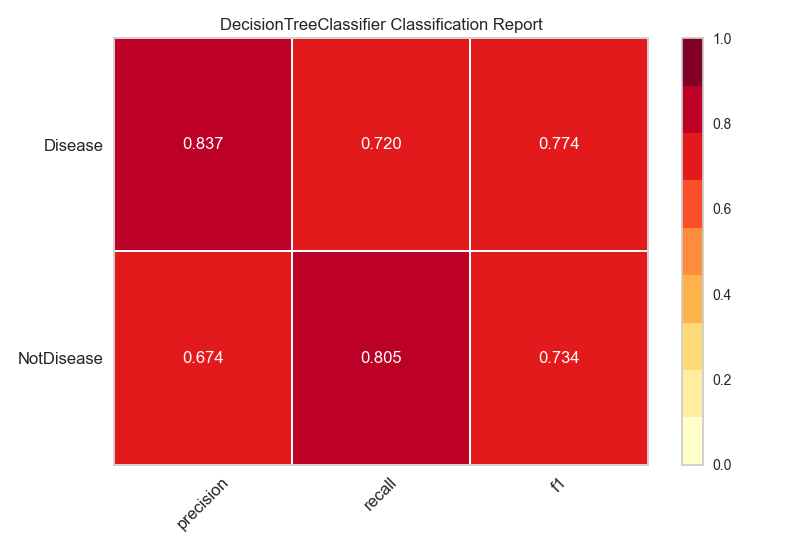 DecisionTreeClassifier Classification Report
Disease
0.837 0.720 0.774
NotDisease
0.674 0.805 0.734
precision recall f1
1.0
0.8
0.6
0.4
0.2
0.0